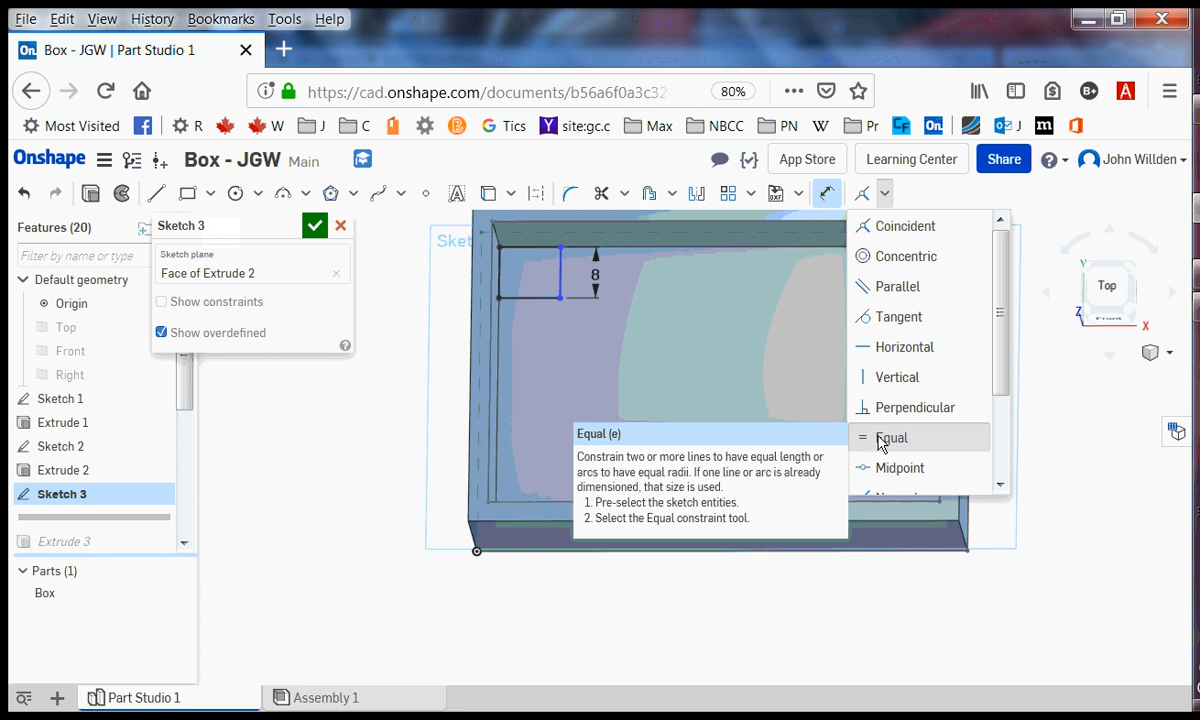 File Edit View History Bookmarks Tools Help
On Box - JGW | Part Studio 1
https://cad.onshape.com/documents/b56a6f0a3c32 80%
Most Visited R W J C Tics site:gc.c Max NBCC PN W Pr CF On J m
Onshape Box - JGW Main App Store Learning Center Share John Willden
Features (20)
Filter by name or type
Default geometry
Origin
Top
Front
Right
Sketch 1
Extrude 1
Sketch 2
Extrude 2
Sketch 3
Extrude 3
Parts (1)
Box
Sketch 3
Sketch plane
Face of Extrude 2
Show constraints
Show overdefined
Sket
8
Coincident
Concentric
Parallel
Tangent
Horizontal
Vertical
Perpendicular
Equal
Midpoint
Equal (e)
Constrain two or more lines to have equal length or
arcs to have equal radii. If one line or arc is already
dimensioned, that size is used.
1. Pre-select the sketch entities.
2. Select the Equal constraint tool.
Y
Top
Z
Front
X
Part Studio 1 Assembly 1